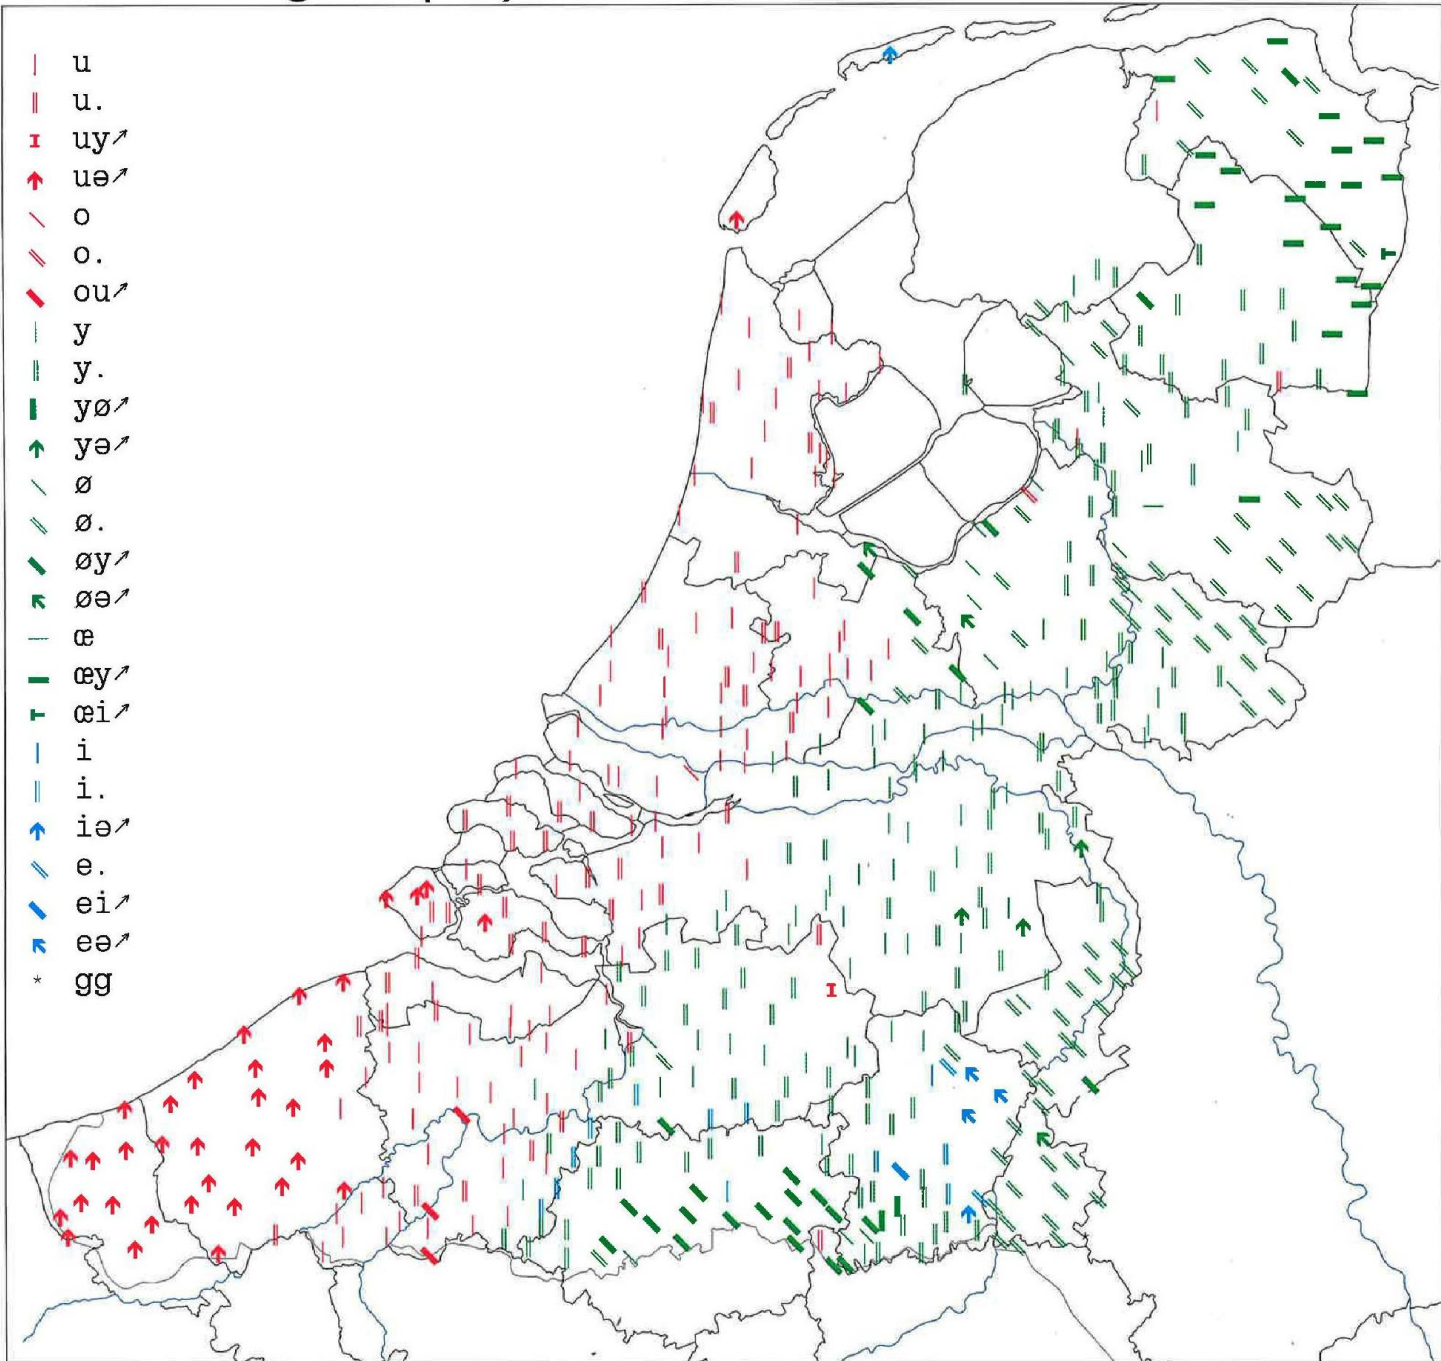 u
u.
uy↗
uə↗
o
o.
ou↗
y
y.
yø↗
yə↗
ø
ø.
øy↗
øə↗
œ
œy↗
œi↗
i
i.
iə↗
e.
ei↗
eə↗
gg